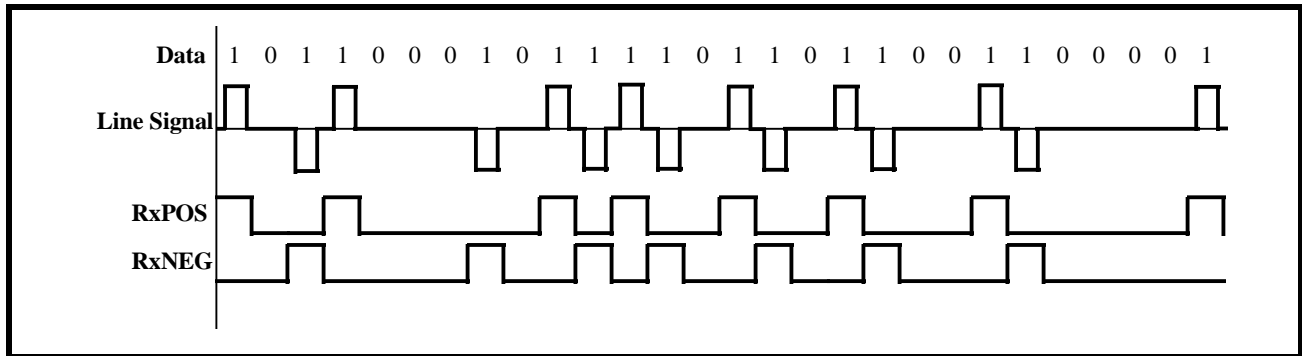 Data 1 0 1 1 0 0 0 1 0 1 1 1 1 0 1 1 0 1 1 0 0 1 1 0 0 0 0 1
Line Signal
RxPOS
RxNEG